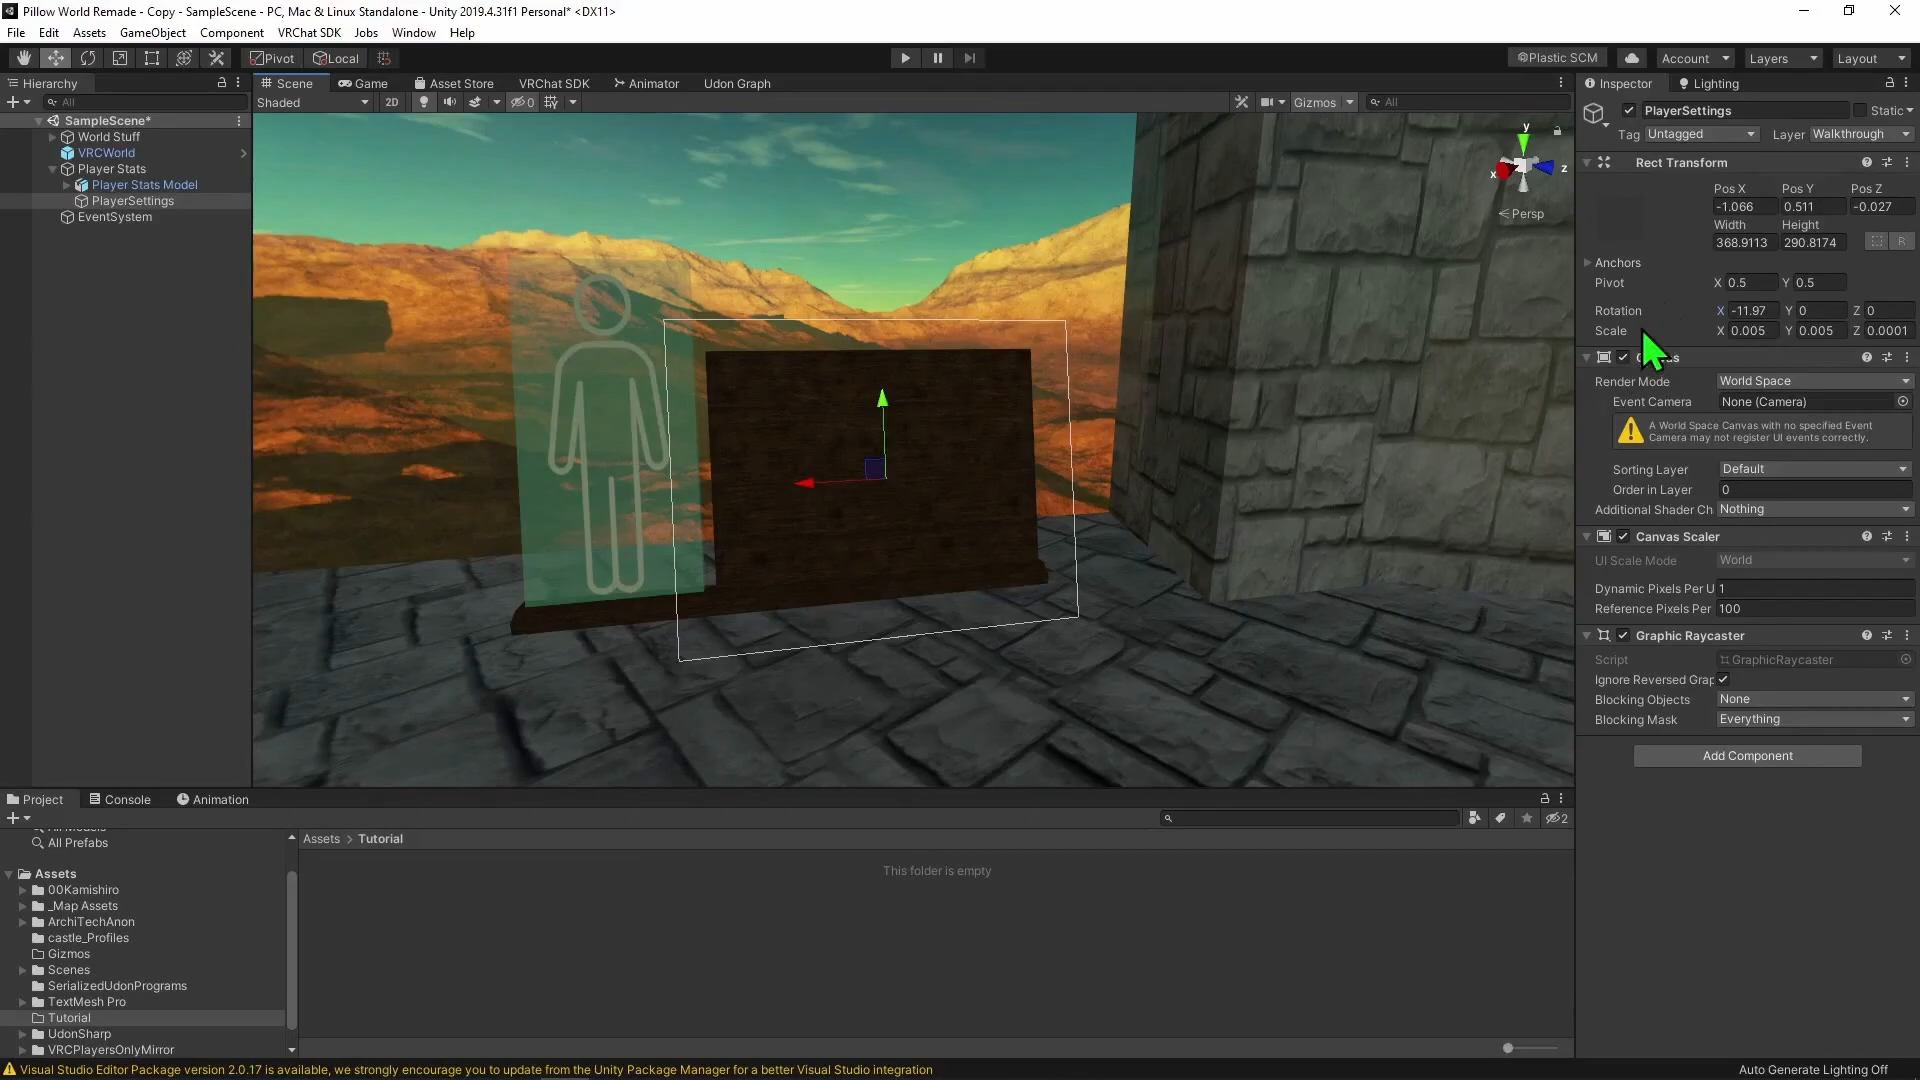 Pillow World Remade - Copy - SampleScene - PC, Mac & Linux Standalone - Unity 2019.4.31f1 Personal* <DX11>
File Edit Assets GameObject Component VRChat SDK Jobs Window Help
Pivot Local Plastic SCM Account Layers Layout
Hierarchy Scene Game Asset Store VRChat SDK Animator Udon Graph Inspector Lighting
All Shaded 2D 0 Gizmos All
PlayerSettings Static
Tag Untagged Layer Walkthrough
SampleScene*
World Stuff
VRCWorld
Player Stats
Player Stats Model
PlayerSettings
EventSystem
y
x z
Persp
Rect Transform
Pos X Pos Y Pos Z
-1.066 0.511 -0.027
Width Height
368.9113 290.8174 R
Anchors
Pivot X 0.5 Y 0.5
Rotation X -11.97 Y 0 Z 0
Scale X 0.005 Y 0.005 Z 0.0001
Render Mode World Space
Event Camera None (Camera)
A World Space Canvas with no specified Event
Camera may not register UI events correctly.
Sorting Layer Default
Order in Layer 0
Additional Shader Ch Nothing
Canvas Scaler
UI Scale Mode World
Dynamic Pixels Per U 1
Reference Pixels Per 100
Graphic Raycaster
Script GraphicRaycaster
Ignore Reversed Grap
Blocking Objects None
Blocking Mask Everything
Add Component
Project Console Animation
2
All Prefabs
Assets
00Kamishiro
_Map Assets
ArchiTechAnon
castle_Profiles
Gizmos
Scenes
SerializedUdonPrograms
TextMesh Pro
Tutorial
UdonSharp
VRCPlayersOnlyMirror
Assets > Tutorial
This folder is empty
Visual Studio Editor Package version 2.0.17 is available, we strongly encourage you to update from the Unity Package Manager for a better Visual Studio integration
Auto Generate Lighting Off